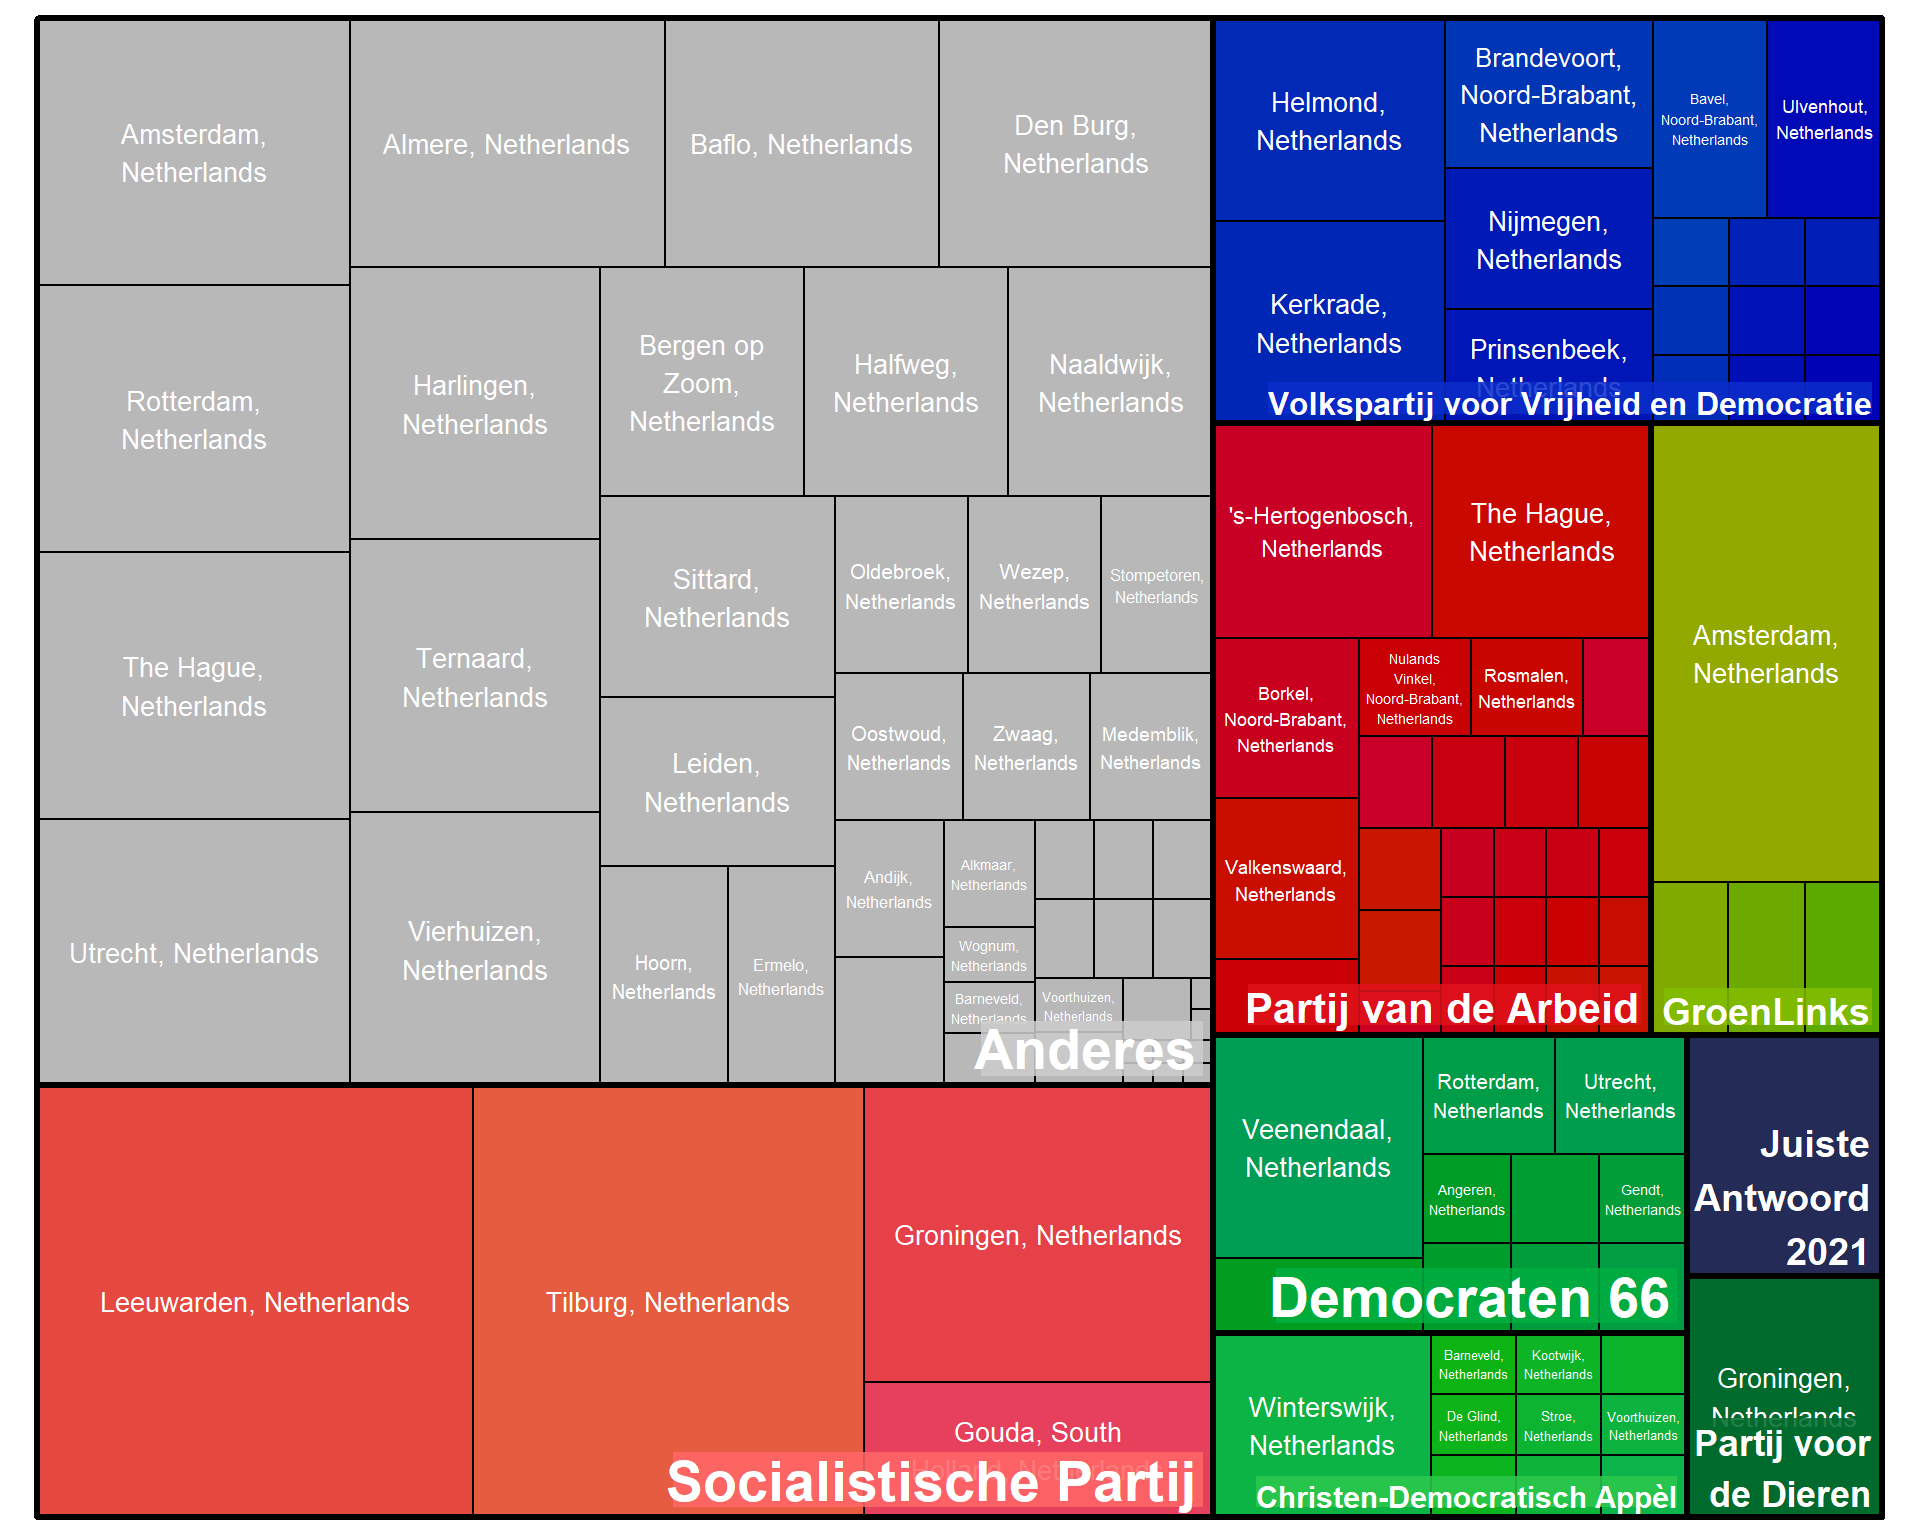 Amsterdam,
Netherlands
Almere, Netherlands
Baflo, Netherlands
Den Burg,
Netherlands
Rotterdam,
Netherlands
Harlingen,
Netherlands
Bergen op
Zoom,
Netherlands
Halfweg,
Netherlands
Naaldwijk,
Netherlands
The Hague,
Netherlands
Ternaard,
Netherlands
Sittard,
Netherlands
Oldebroek,
Netherlands
Wezep,
Netherlands
Stompetoren,
Netherlands
Leiden,
Netherlands
Oostwoud,
Netherlands
Zwaag,
Netherlands
Medemblik,
Netherlands
Utrecht, Netherlands
Vierhuizen,
Netherlands
Hoorn,
Netherlands
Ermelo,
Netherlands
Andijk,
Netherlands
Alkmaar,
Netherlands
Wognum,
Netherlands
Barneveld,
Netherlands
Voorthuizen,
Netherlands
Anderes
Leeuwarden, Netherlands
Tilburg, Netherlands
Groningen, Netherlands
Gouda, South
Holland, Netherlands
Socialistische Partij
Helmond,
Netherlands
Brandevoort,
Noord-Brabant,
Netherlands
Bavel,
Noord-Brabant,
Netherlands
Ulvenhout,
Netherlands
Kerkrade,
Netherlands
Nijmegen,
Netherlands
Prinsenbeek,
Netherlands
Volkspartij voor Vrijheid en Democratie
's-Hertogenbosch,
Netherlands
The Hague,
Netherlands
Borkel,
Noord-Brabant,
Netherlands
Nulands
Vinkel,
Noord-Brabant,
Netherlands
Rosmalen,
Netherlands
Valkenswaard,
Netherlands
Partij van de Arbeid
Amsterdam,
Netherlands
GroenLinks
Veenendaal,
Netherlands
Rotterdam,
Netherlands
Utrecht,
Netherlands
Angeren,
Netherlands
Gendt,
Netherlands
Democraten 66
Juiste
Antwoord
2021
Winterswijk,
Netherlands
Barneveld,
Netherlands
Kootwijk,
Netherlands
De Glind,
Netherlands
Stroe,
Netherlands
Voorthuizen,
Netherlands
Christen-Democratisch Appèl
Groningen,
Netherlands
Partij voor
de Dieren